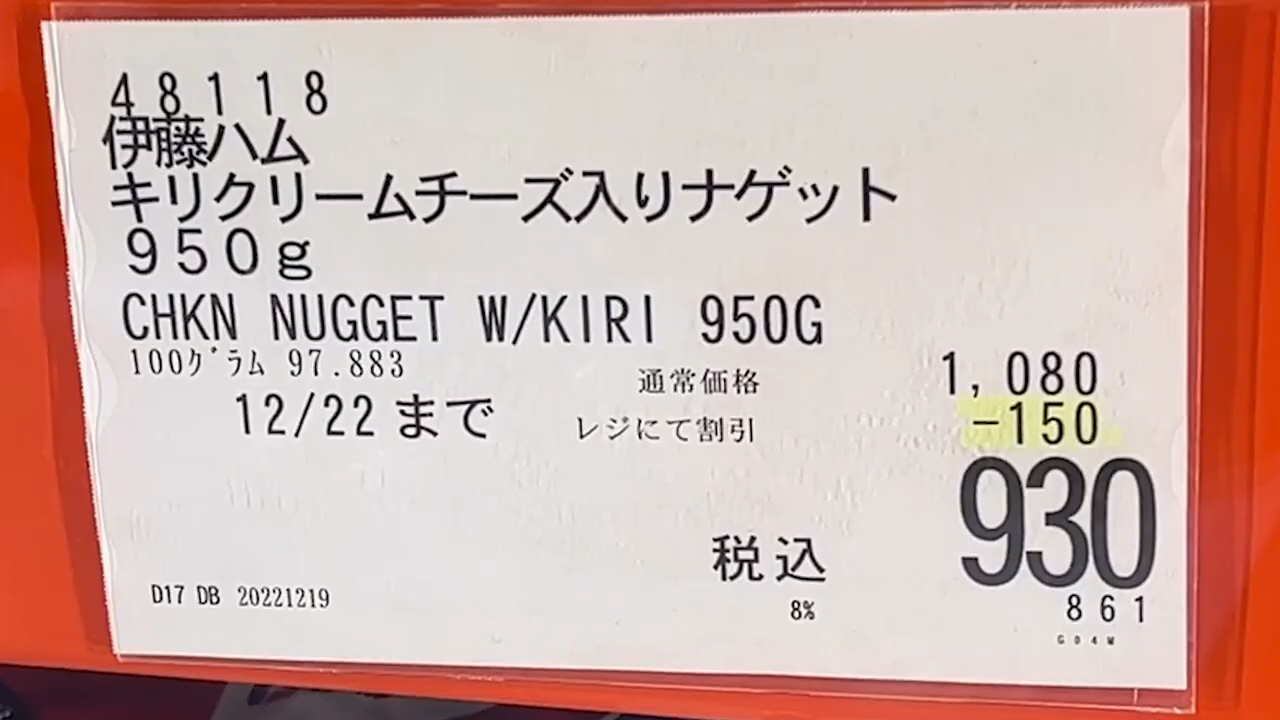 48118
伊藤ハム
キリクリームチーズ入りナゲット
950g
CHKN NUGGET W/KIRI 950G
100グラム 97.883
通常価格 1,080
12/22まで レジにて割引 -150
930
税込
8% 861
D17 DB 20221219
G04M